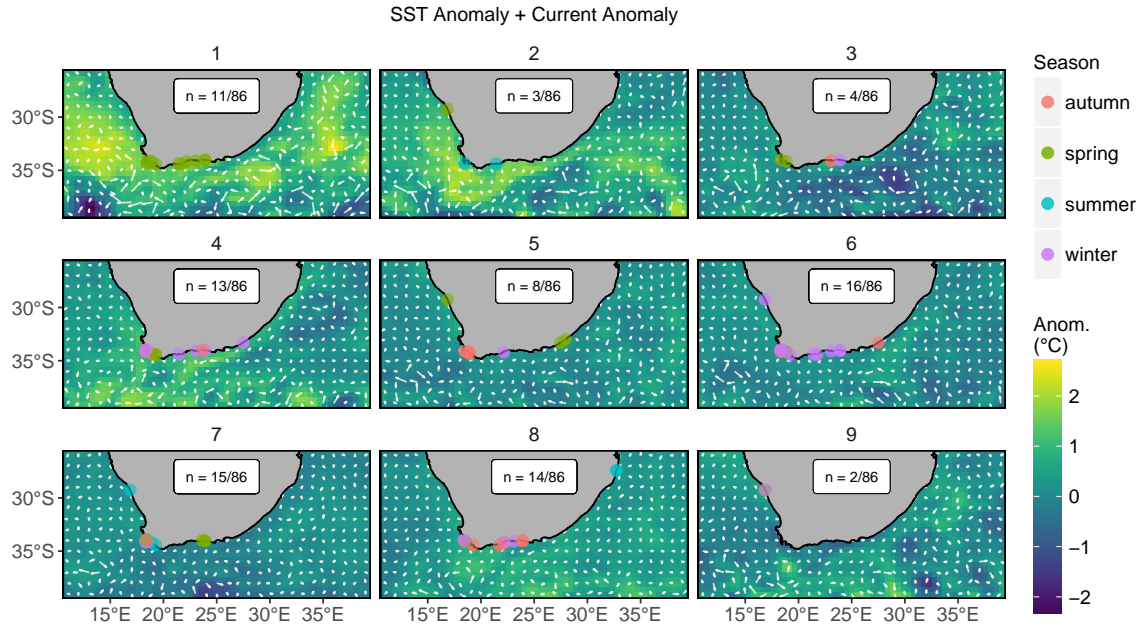 SST Anomaly + Current Anomaly
1 2 3
n = 11/86 n = 3/86 n = 4/86
30°S
35°S
4 5 6
n = 13/86 n = 8/86 n = 16/86
30°S
35°S
7 8 9
n = 15/86 n = 14/86 n = 2/86
30°S
35°S
15°E 20°E 25°E 30°E 35°E 15°E 20°E 25°E 30°E 35°E 15°E 20°E 25°E 30°E 35°E
Season
autumn
spring
summer
winter
Anom.
(°C)
2
1
0
−1
−2